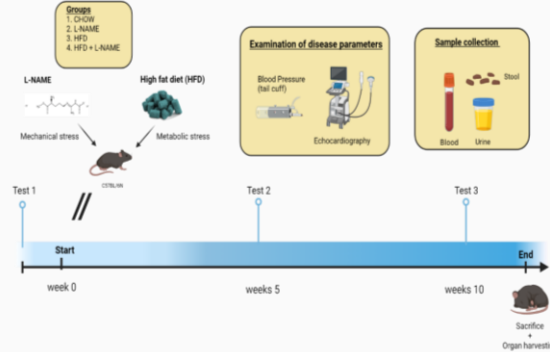 Groups
1. CHOW
2. L-NAME
3. HFD
4. HFD + L-NAME
L-NAME
High fat diet (HFD)
Mechanical stress
Metabolic stress
Examination of disease parameters
Blood Pressure
(tail cuff)
Echocardiography
Sample collection
Stool
Blood
Urine
Test 1
Test 2
Test 3
Start
End
week 0
weeks 5
weeks 10
Sacrifice
+
Organ harvesti